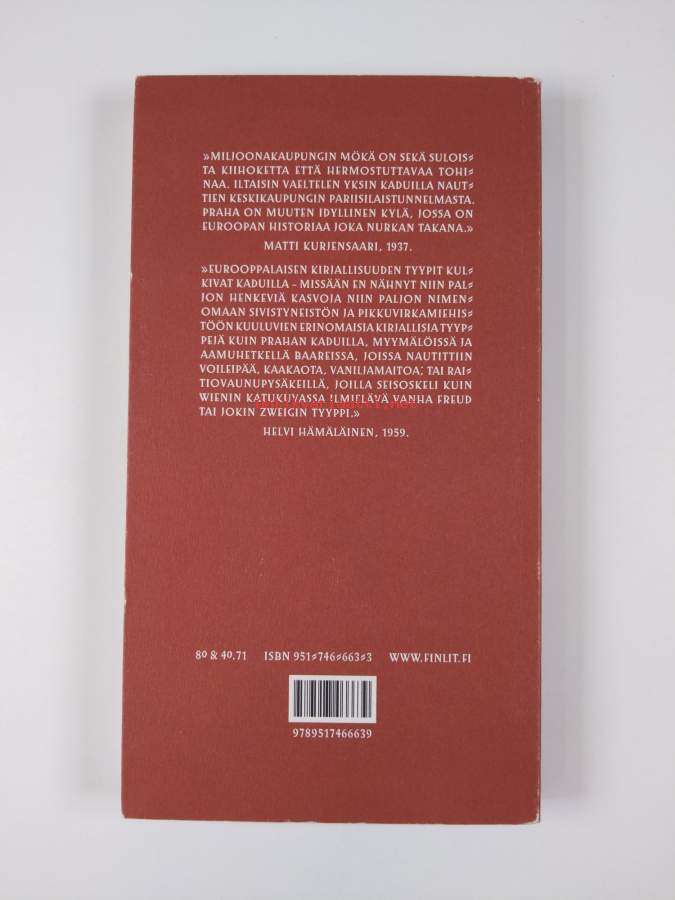 »MILJOONAKAUPUNGIN MÖKÄ ON SEKÄ SULOIS=
TA KIIHOKETTA ETTÄ HERMOSTUTTAVAA TOHI=
NAA. ILTAISIN VAELTELEN YKSIN KADUILLA NAUT=
TIEN KESKIKAUPUNGIN PARIISILAISTUNNELMASTA.
PRAHA ON MUUTEN IDYLLINEN KYLÄ, JOSSA ON
EUROOPAN HISTORIAA JOKA NURKAN TAKANA.»
MATTI KURJENSAARI, 1937.
»EUROOPPALAISEN KIRJALLISUUDEN TYYPIT KUL=
KIVAT KADUILLA – MISSÄÄN EN NÄHNYT NIIN PAL=
JON HENKEVIÄ KASVOJA NIIN PALJON NIMEN=
OMAAN SIVISTYNEISTÖN JA PIKKUVIRKAMIEHIS=
TÖÖN KUULUVIEN ERINOMAISIA KIRJALLISIA TYYP=
PEJÄ KUIN PRAHAN KADUILLA, MYYMÄLÖISSÄ JA
AAMUHETKELLÄ BAAREISSA, JOISSA NAUTITTIIN
VOILEIPÄÄ, KAAKAOTA, VANILJAMAITOA; TAI RAI=
TIOVAUNUPYSÄKEILLÄ, JOILLA SEISOSKELI KUIN
WIENIN KATUKUVASSA ILMIELÄVÄ VANHA FREUD
TAI JOKIN ZWEIGIN TYYPPI.»
HELVI HÄMÄLÄINEN, 1959.
80 & 40.71 ISBN 951=746=663=3 WWW.FINLIT.FI
9789517466639